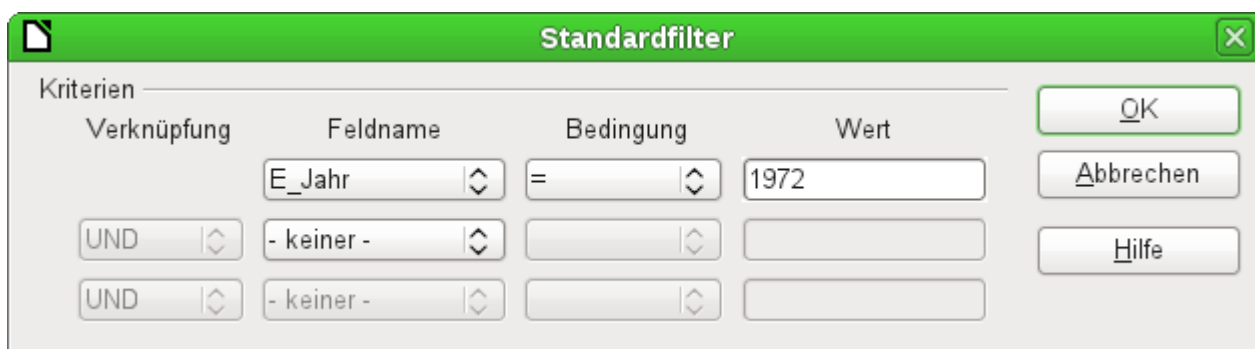 Standardfilter
Kriterien
Verknüpfung Feldname Bedingung Wert
E_Jahr = 1972
UND - keiner -
UND - keiner -
OK
Abbrechen
Hilfe